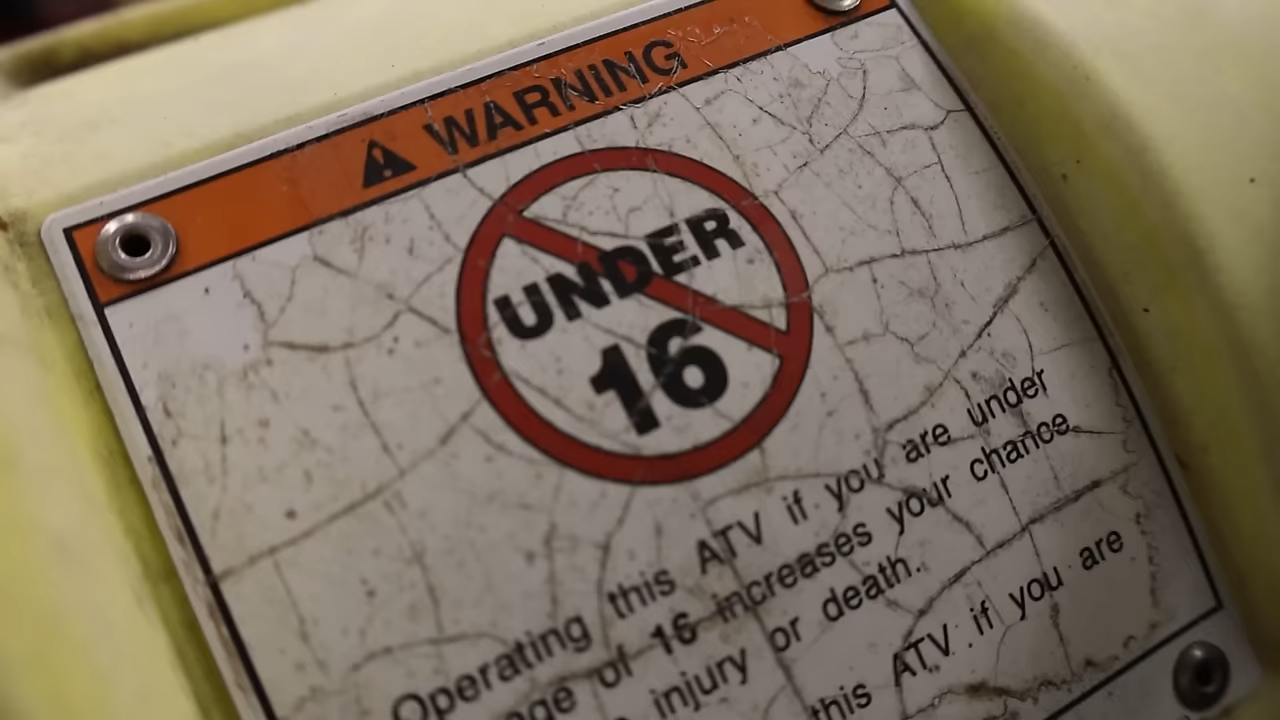 WARNING
UNDER
16
Operating this ATV if you are under
of 16 increases your chance
injury or death.
this ATV if you are